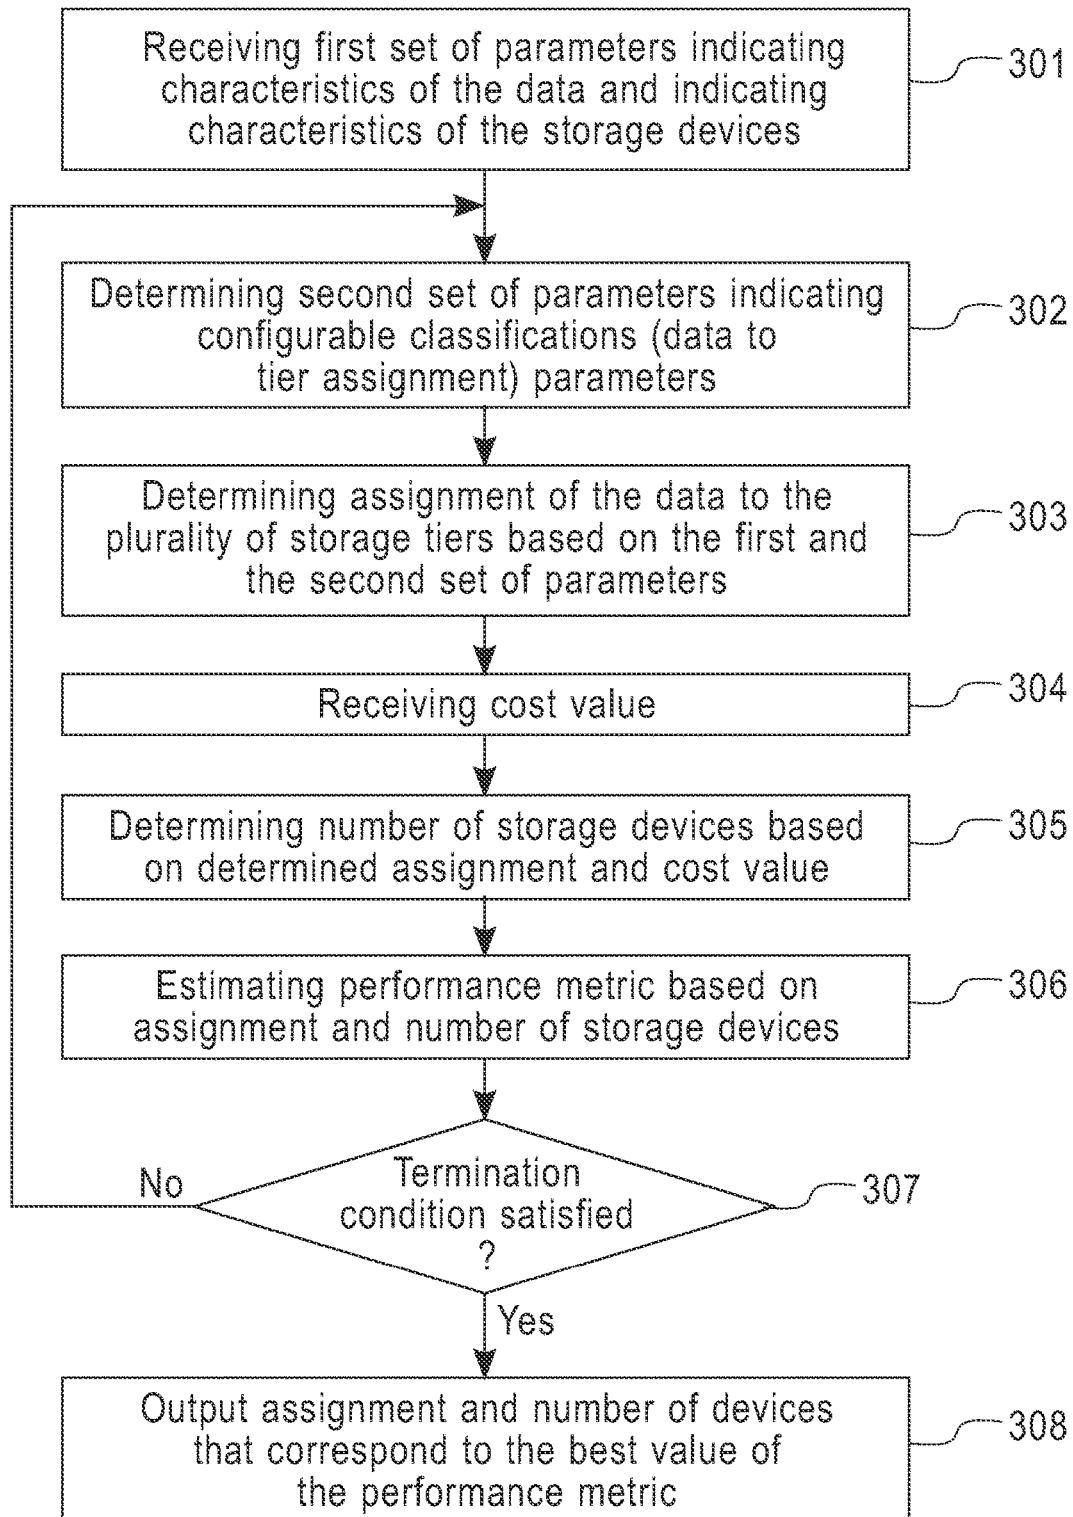 Receiving first set of parameters indicating
characteristics of the data and indicating
characteristics of the storage devices
301
Determining second set of parameters indicating
configurable classifications (data to
tier assignment) parameters
302
Determining assignment of the data to the
plurality of storage tiers based on the first and
the second set of parameters
303
Receiving cost value
304
Determining number of storage devices based
on determined assignment and cost value
305
Estimating performance metric based on
assignment and number of storage devices
306
No
Termination
condition satisfied
?
307
Yes
Output assignment and number of devices
that correspond to the best value of
the performance metric
308